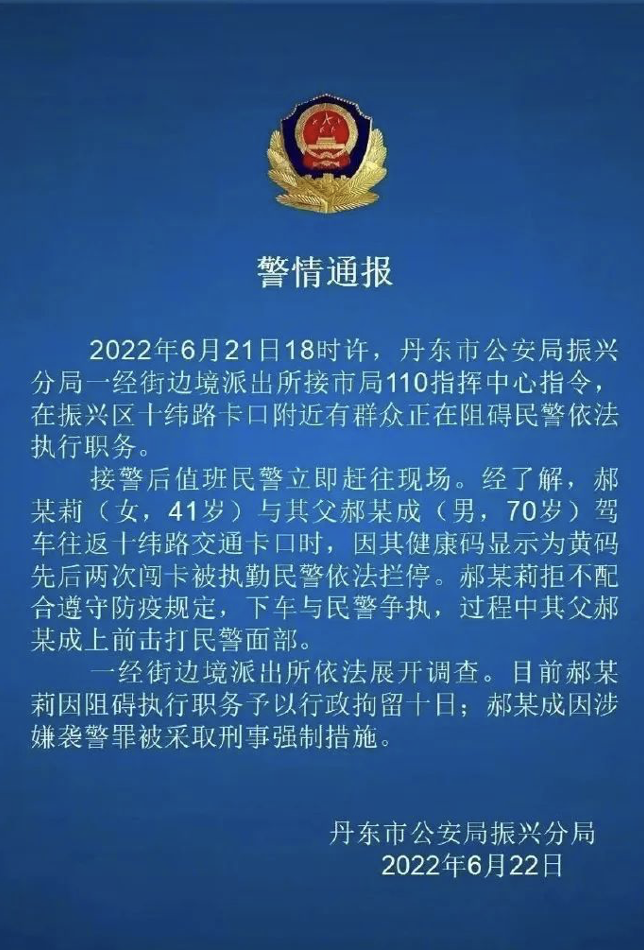 警情通报
2022年6月21日18时许，丹东市公安局振兴
分局一经街边境派出所接市局110指挥中心指令，
在振兴区十纬路卡口附近有群众正在阻碍民警依法
执行职务。
接警后值班民警立即赶往现场。经了解，郝
某莉（女，41岁）与其父郝某成（男，70岁）驾
车往返十纬路交通卡口时，因其健康码显示为黄码
先后两次闯卡被执勤民警依法拦停。郝某莉拒不配
合遵守防疫规定，下车与民警争执，过程中其父郝
某成上前击打民警面部。
一经街边境派出所依法展开调查。目前郝某
莉因阻碍执行职务予以行政拘留十日；郝某成因涉
嫌袭警罪被采取刑事强制措施。
丹东市公安局振兴分局
2022年6月22日